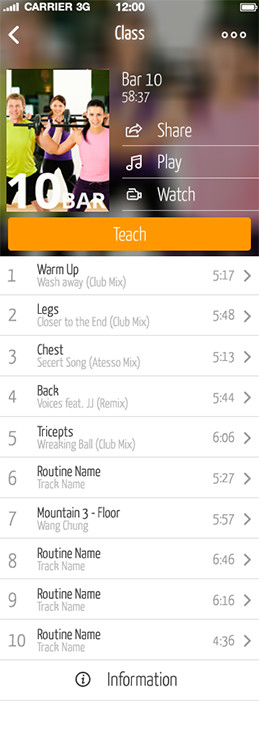 CARRIER 3G 12:00
Class
Bar 10
58:37
Share
Play
Watch
10 BAR
Teach
1 Warm Up 5:17
Wash away (Club Mix)
2 Legs 5:48
Closer to the End (Club Mix)
3 Chest 5:13
Secert Song (Atesso Mix)
4 Back 5:44
Voices feat. JJ (Remix)
5 Tricepts 6:06
Wreaking Ball (Club Mix)
6 Routine Name 5:27
Track Name
7 Mountain 3 - Floor 5:57
Wang Chung
8 Routine Name 6:46
Track Name
9 Routine Name 6:16
Track Name
10 Routine Name 4:36
Track Name
Information